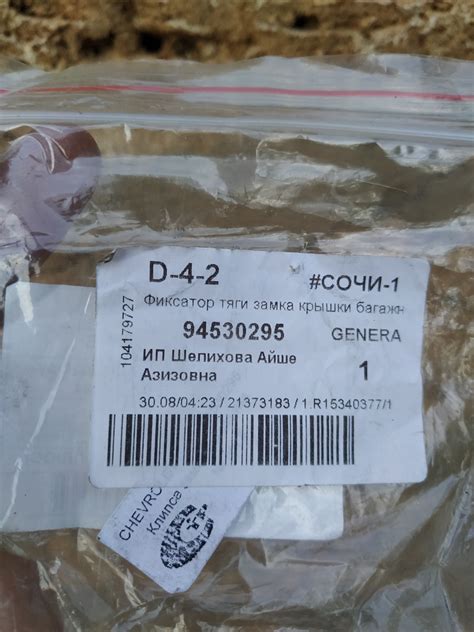 D-4-2
#СОЧИ-1
Фиксатор тяги замка крышки багажн
94530295
GENERA
ИП Шепихова Айше
Азизовна
1
30.08/04:23 / 21373183 / 1.R15340377/1
104179727
CHEVRO
Клипса